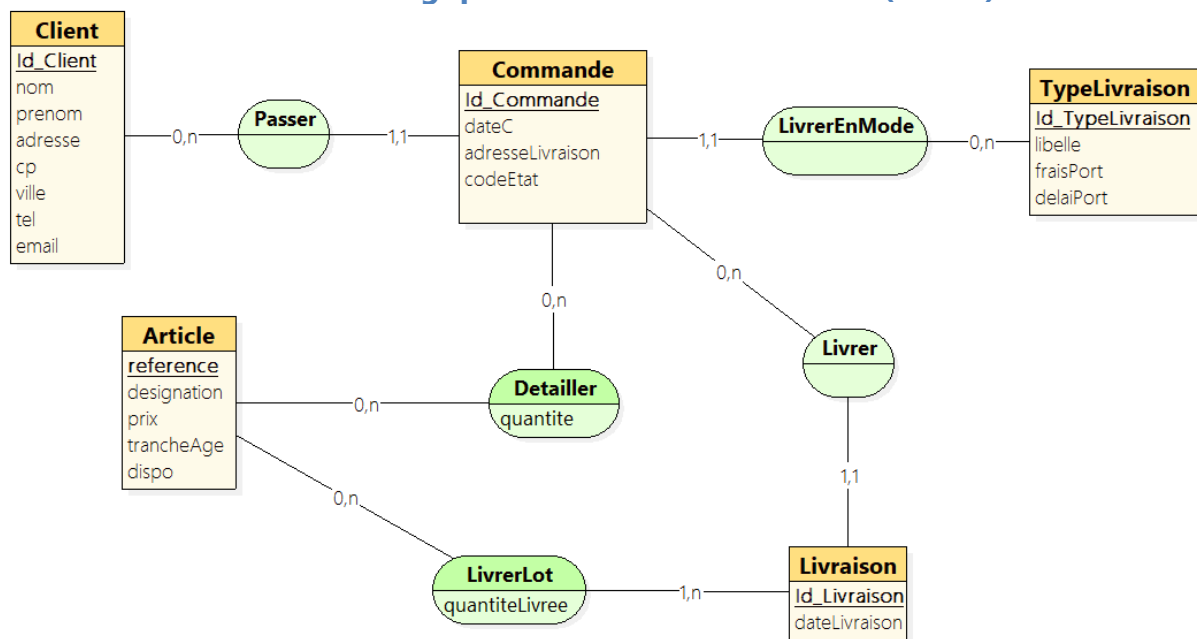 Client
Id_Client
nom
prenom
adresse
cp
ville
tel
email
0,n
Passer
1,1
Commande
Id_Commande
dateC
adresseLivraison
codeEtat
1,1
LivrerEnMode
0,n
TypeLivraison
Id_TypeLivraison
libelle
fraisPort
delaiPort
0,n
0,n
Article
reference
designation
prix
trancheAge
dispo
0,n
Detailler
quantite
Livrer
0,n
1,1
LivrerLot
quantiteLivree
1,n
Livraison
Id_Livraison
dateLivraison